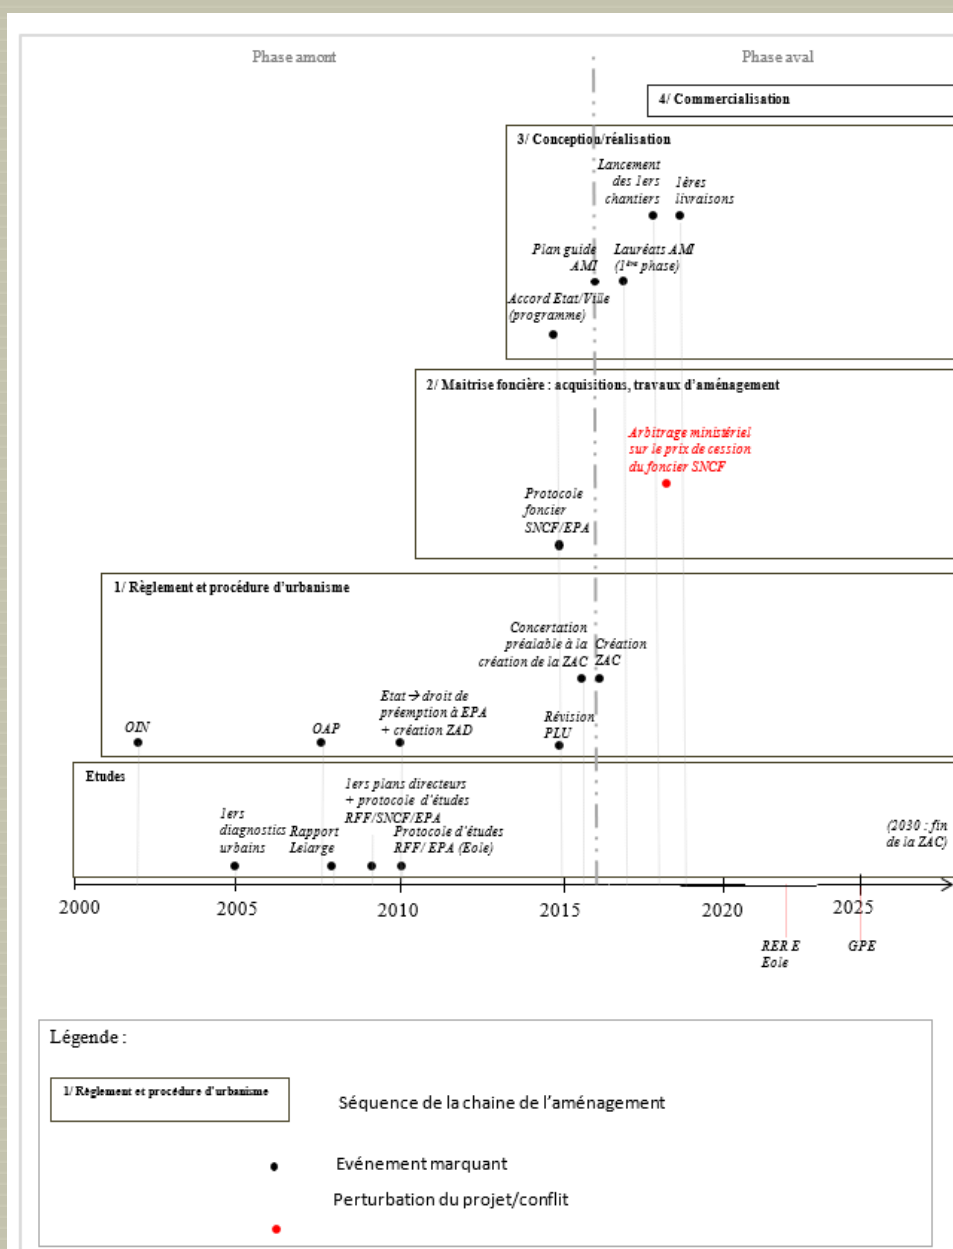 Phase amont
Phase aval
4/ Commercialisation
3/ Conception/réalisation
Lancement
des 1ers
chantiers
1ères
livraisons
Plan guide
AMI
Lauréats AMI
(1ère phase)
Accord Etat/Ville
(programme)
2/ Maitrise foncière : acquisitions, travaux d'aménagement
Arbitrage ministériel
sur le prix de cession
du foncier SNCF
Protocole
foncier
SNCF/EPA
1/ Règlement et procédure d'urbanisme
Concertation
préalable à la
création de la ZAC
Création
ZAC
Etat → droit de
préemption à EPA
+ création ZAD
OIN
OAP
Révision
PLU
Etudes
1ers plans directeurs
+ protocole d'études
RFF/SNCF/EPA
1ers
diagnostics
urbains
Rapport
Lelarge
Protocole d'études
RFF/ EPA (Eole)
(2030 : fin
de la ZAC)
2000
2005
2010
2015
2020
2025
RER E
Eole
GPE
Légende :
1/ Règlement et procédure d'urbanisme
Séquence de la chaine de l'aménagement
Evénement marquant
Perturbation du projet/conflit